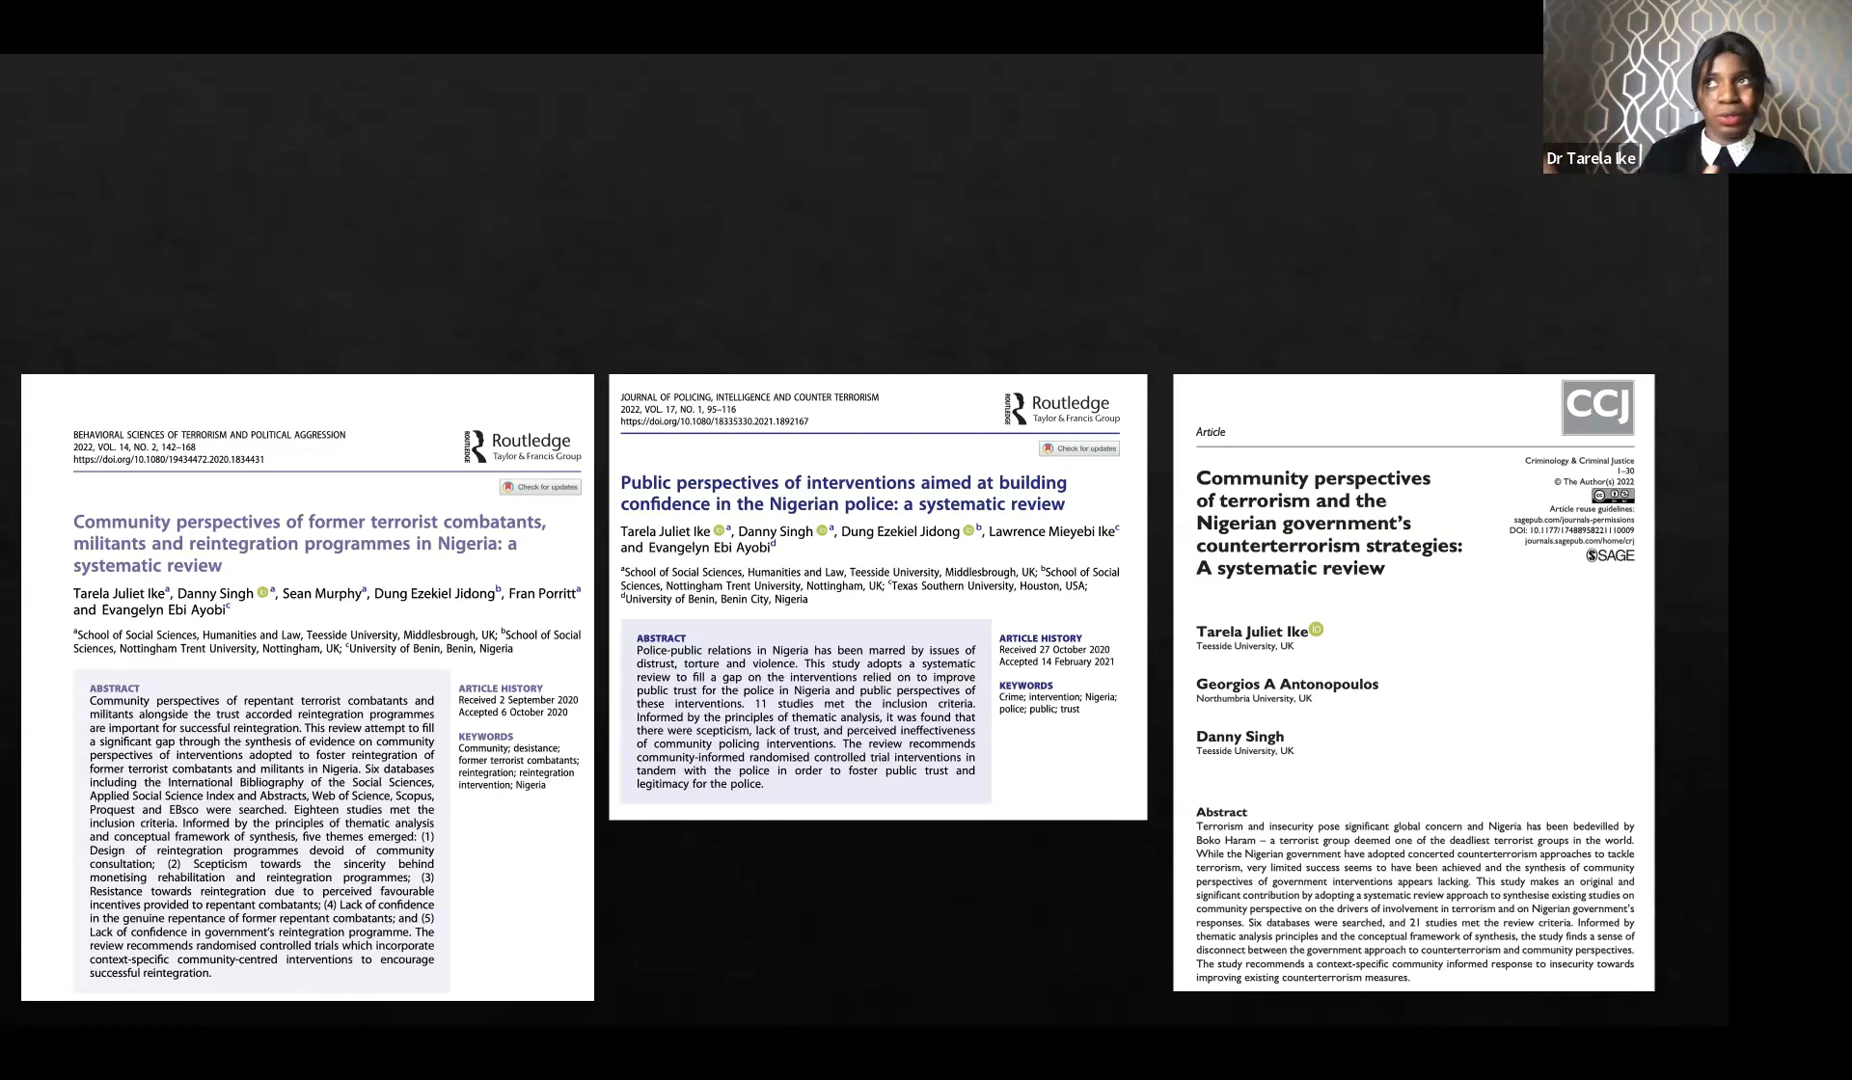 Dr Tarela Ike
BEHAVIORAL SCIENCES OF TERRORISM AND POLITICAL AGGRESSION
2022, VOL. 14, NO. 2, 142–168
https://doi.org/10.1080/19434472.2020.1834431
ROUTLEDGE
Routledge
Taylor & Francis Group
Check for updates
Community perspectives of former terrorist combatants,
militants and reintegration programmes in Nigeria: a
systematic review
Tarela Juliet Ikea, Danny Singh iD a, Sean Murphya, Dung Ezekiel Jidongb, Fran Porritta
and Evangelyn Ebi Ayobic
aSchool of Social Sciences, Humanities and Law, Teesside University, Middlesbrough, UK; bSchool of Social
Sciences, Nottingham Trent University, Nottingham, UK; cUniversity of Benin, Benin, Nigeria
ABSTRACT
Community perspectives of repentant terrorist combatants and
militants alongside the trust accorded reintegration programmes
are important for successful reintegration. This review attempt to fill
a significant gap through the synthesis of evidence on community
perspectives of interventions adopted to foster reintegration of
former terrorist combatants and militants in Nigeria. Six databases
including the International Bibliography of the Social Sciences,
Applied Social Science Index and Abstracts, Web of Science, Scopus,
Proquest and EBsco were searched. Eighteen studies met the
inclusion criteria. Informed by the principles of thematic analysis
and conceptual framework of synthesis, five themes emerged: (1)
Design of reintegration programmes devoid of community
consultation; (2) Scepticism towards the sincerity behind
monetising rehabilitation and reintegration programmes; (3)
Resistance towards reintegration due to perceived favourable
incentives provided to repentant combatants; (4) Lack of confidence
in the genuine repentance of former repentant combatants; and (5)
Lack of confidence in government's reintegration programme. The
review recommends randomised controlled trials which incorporate
context-specific community-centred interventions to encourage
successful reintegration.
ARTICLE HISTORY
Received 2 September 2020
Accepted 6 October 2020
KEYWORDS
Community; desistance;
former terrorist combatants;
reintegration; reintegration
intervention; Nigeria
JOURNAL OF POLICING, INTELLIGENCE AND COUNTER TERRORISM
2022, VOL. 17, NO. 1, 95–116
https://doi.org/10.1080/18335330.2021.1892167
ROUTLEDGE
Routledge
Taylor & Francis Group
Check for updates
Public perspectives of interventions aimed at building
confidence in the Nigerian police: a systematic review
Tarela Juliet Ike iD a, Danny Singh iD a, Dung Ezekiel Jidong iD b, Lawrence Mieyebi Ikec
and Evangelyn Ebi Ayobid
aSchool of Social Sciences, Humanities and Law, Teesside University, Middlesbrough, UK; bSchool of Social
Sciences, Nottingham Trent University, Nottingham, UK; cTexas Southern University, Houston, USA;
dUniversity of Benin, Benin City, Nigeria
ABSTRACT
Police-public relations in Nigeria has been marred by issues of
distrust, torture and violence. This study adopts a systematic
review to fill a gap on the interventions relied on to improve
public trust for the police in Nigeria and public perspectives of
these interventions. 11 studies met the inclusion criteria.
Informed by the principles of thematic analysis, it was found that
there were scepticism, lack of trust, and perceived ineffectiveness
of community policing interventions. The review recommends
community-informed randomised controlled trial interventions in
tandem with the police in order to foster public trust and
legitimacy for the police.
ARTICLE HISTORY
Received 27 October 2020
Accepted 14 February 2021
KEYWORDS
Crime; intervention; Nigeria;
police; public; trust
CCJ
Article
Community perspectives
of terrorism and the
Nigerian government's
counterterrorism strategies:
A systematic review
Criminology & Criminal Justice
1–30
© The Author(s) 2022
Article reuse guidelines:
sagepub.com/journals-permissions
DOI: 10.1177/17488958221110009
journals.sagepub.com/home/crj
SAGE
Tarela Juliet Ike iD
Teesside University, UK
Georgios A Antonopoulos
Northumbria University, UK
Danny Singh
Teesside University, UK
Abstract
Terrorism and insecurity pose significant global concern and Nigeria has been bedevilled by
Boko Haram – a terrorist group deemed one of the deadliest terrorist groups in the world.
While the Nigerian government have adopted concerted counterterrorism approaches to tackle
terrorism, very limited success seems to have been achieved and the synthesis of community
perspectives of government interventions appears lacking. This study makes an original and
significant contribution by adopting a systematic review approach to synthesise existing studies on
community perspective on the drivers of involvement in terrorism and on Nigerian government's
responses. Six databases were searched, and 21 studies met the review criteria. Informed by
thematic analysis principles and the conceptual framework of synthesis, the study finds a sense of
disconnect between the government approach to counterterrorism and community perspectives.
The study recommends a context-specific community informed response to insecurity towards
improving existing counterterrorism measures.